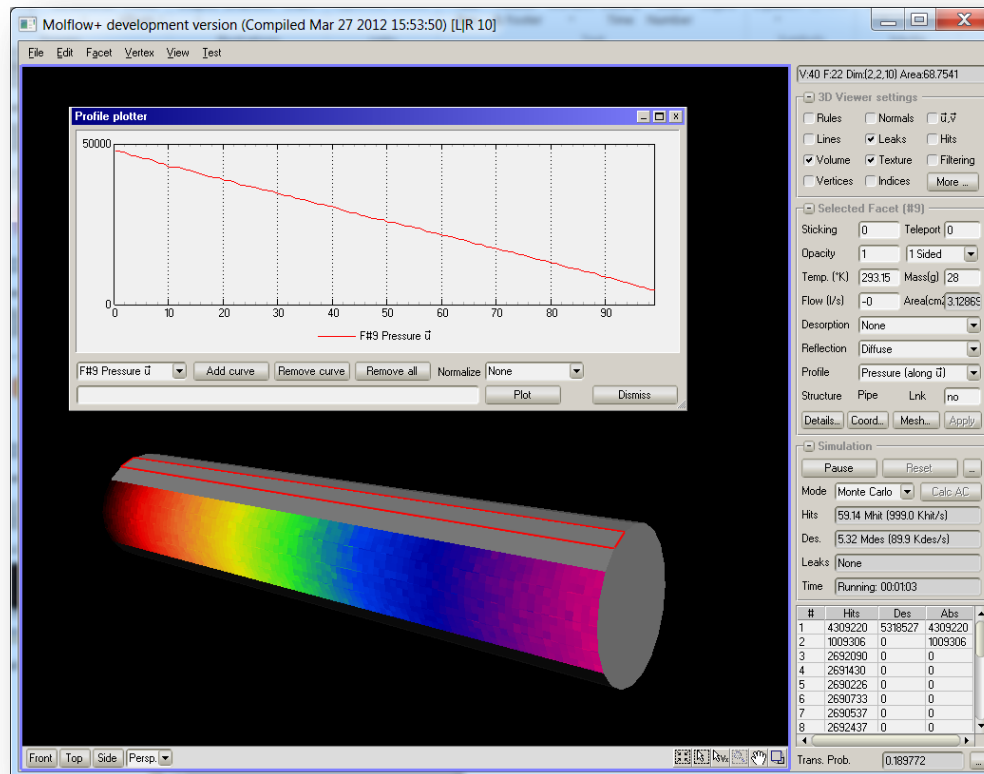 Molflow+ development version (Compiled Mar 27 2012 15:53:50) [L|R 10]
File Edit Facet Vertex View Test
V:40 F:22 Dim:(2,2,10) Area:68.7541
Profile plotter
50000
0
00 10 20 30 40 50 60 70 80 90
F#9 Pressure u⃗
F#9 Pressure u⃗ Add curve Remove curve Remove all Normalize None
Plot Dismiss
3D Viewer settings
Rules Normals u⃗,v⃗
Lines Leaks Hits
Volume Texture Filtering
Vertices Indices More ...
Selected Facet (#9)
Sticking 0 Teleport 0
Opacity 1 1 Sided
Temp. (°K) 293.15 Mass(g) 28
Flow (l/s) -0 Area(cm2 3.12869
Desorption None
Reflection Diffuse
Profile Pressure (along u⃗)
Structure Pipe Lnk no
Details... Coord... Mesh... Apply
Simulation
Pause Reset ...
Mode Monte Carlo Calc AC
Hits 59.14 Mhit (999.0 Khit/s)
Des. 5.32 Mdes (89.9 Kdes/s)
Leaks None
Time Running: 00:01:03
# Hits Des Abs
1 4309220 5318527 4309220
2 1009306 0 1009306
3 2692090 0 0
4 2691430 0 0
5 2690226 0 0
6 2690733 0 0
7 2690537 0 0
8 2692437 0 0
Front Top Side Persp.
Trans. Prob. 0.189772 ...